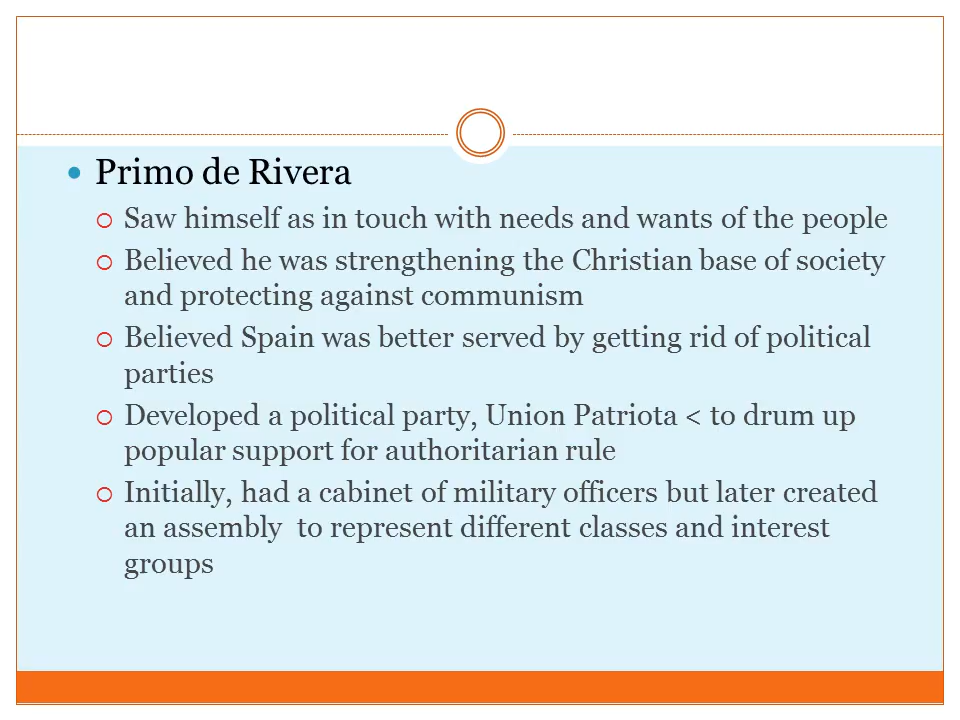 Primo de Rivera
Saw himself as in touch with needs and wants of the people
Believed he was strengthening the Christian base of society
and protecting against communism
Believed Spain was better served by getting rid of political
parties
Developed a political party, Union Patriota < to drum up
popular support for authoritarian rule
Initially, had a cabinet of military officers but later created
an assembly  to represent different classes and interest
groups